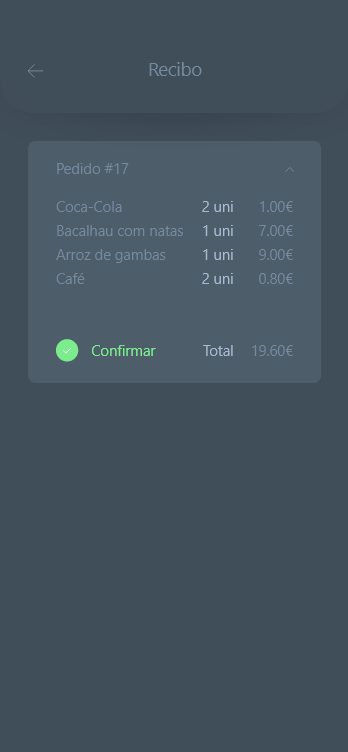 Recibo
Pedido #17
Coca-Cola 2 uni 1.00€
Bacalhau com natas 1 uni 7.00€
Arroz de gambas 1 uni 9.00€
Café 2 uni 0.80€
Confirmar Total 19.60€